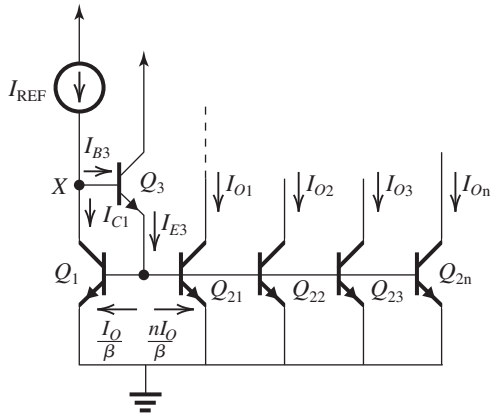 I_REF
I_B3
X
Q_3
I_O1
I_O2
I_O3
I_On
I_C1
I_E3
Q_1
Q_21
Q_22
Q_23
Q_2n
I_O/β
nI_O/β